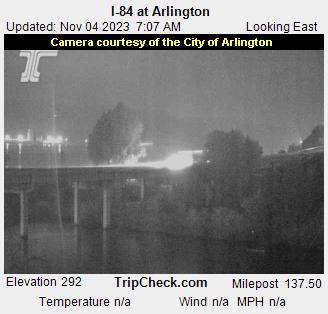 I-84 at Arlington
Updated: Nov 04 2023 7:07 AM Looking East
Camera courtesy of the City of Arlington
Elevation 292 TripCheck.com Milepost 137.50
Temperature n/a Wind n/a MPH n/a